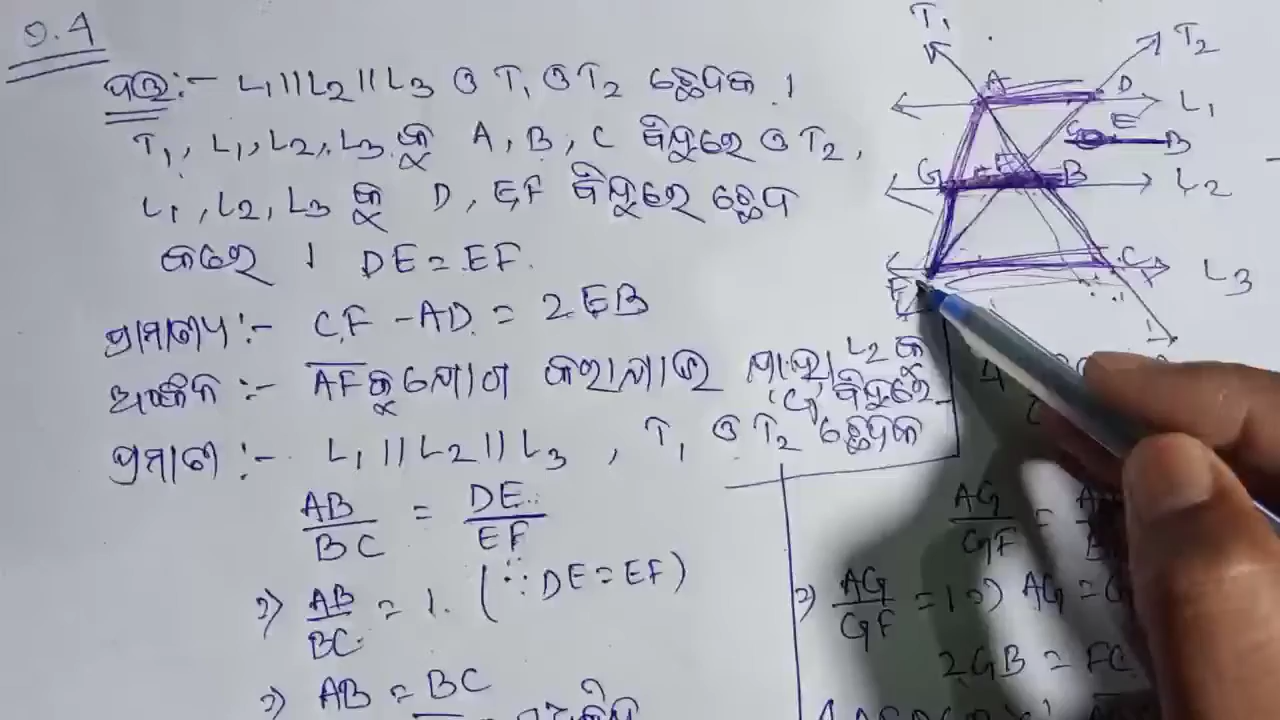 ୨.4
ଦତ୍ତ :- L1 || L2 || L3 ଓ T1 ଓ T2 ଛେଦକ ।
T1, L1, L2, L3 କୁ A, B, C ବିନ୍ଦୁରେ ଓ T2,
L1, L2, L3 କୁ D, E, F ବିନ୍ଦୁରେ ଛେଦ
କରେ । DE = EF.
ପ୍ରାମାଣ୍ୟ :- CF - AD = 2EB
ଅଙ୍କନ :- AF କୁ ଯୋଗ କରାଯାଉ ଯାହା L2 କୁ
'G' ବିନ୍ଦୁରେ
ପ୍ରମାଣ :- L1 || L2 || L3 , T1 ଓ T2 ଛେଦକ
AB/BC = DE/EF
⇒ AB/BC = 1. (∵ DE = EF)
⇒ AB = BC
T1
T2
A
D
L1
E
B
G
B
L2
C
L3
F
AG/GF =
⇒ AG/GF = 1 ⇒ AG =
2GB = FC